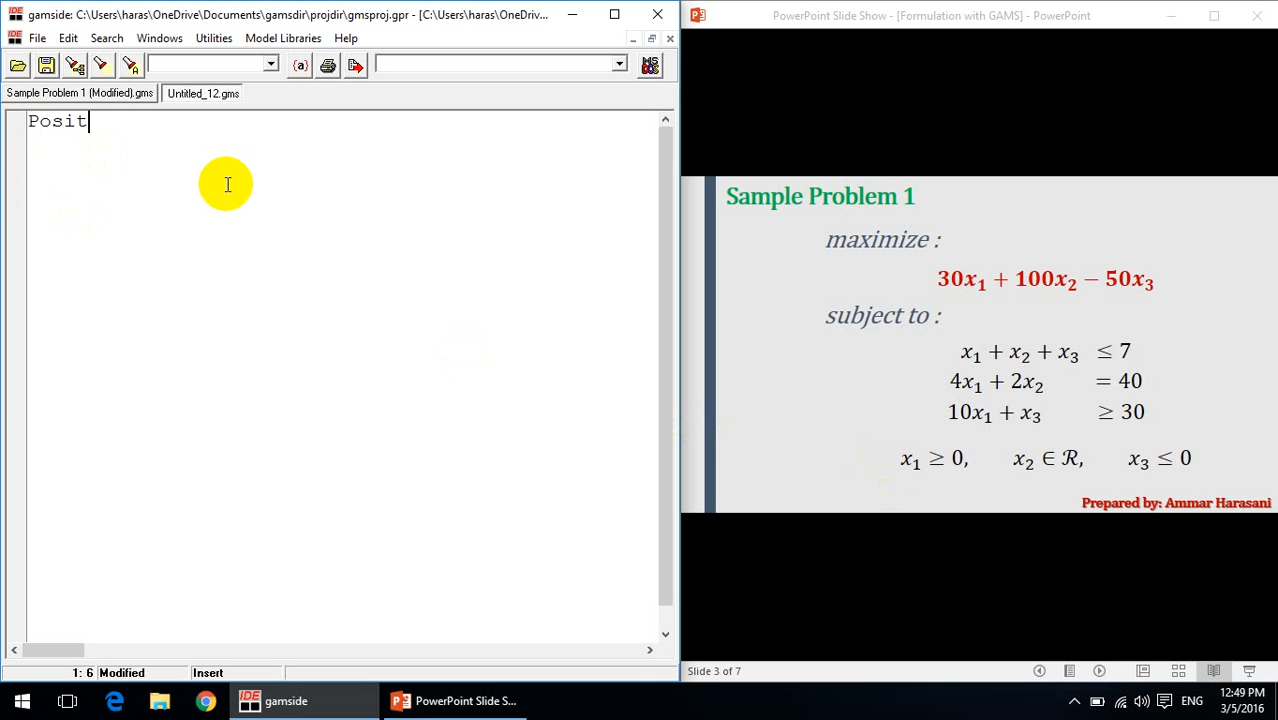 gamside: C:\Users\haras\OneDrive\Documents\gamsdir\projdir\gmsproj.gpr - [C:\Users\haras\OneDriv...
File Edit Search Windows Utilities Model Libraries Help
{a}
MS DOS
Sample Problem 1 (Modified).gms Untitled_12.gms
Posit
1: 6 Modified Insert
PowerPoint Slide Show - [Formulation with GAMS] - PowerPoint
Sample Problem 1
maximize :
30x₁ + 100x₂ − 50x₃
subject to :
x₁ + x₂ + x₃ ≤ 7
4x₁ + 2x₂ = 40
10x₁ + x₃ ≥ 30
x₁ ≥ 0, x₂ ∈ ℛ, x₃ ≤ 0
Prepared by: Ammar Harasani
Slide 3 of 7
gamside PowerPoint Slide S... ENG 12:49 PM
3/5/2016